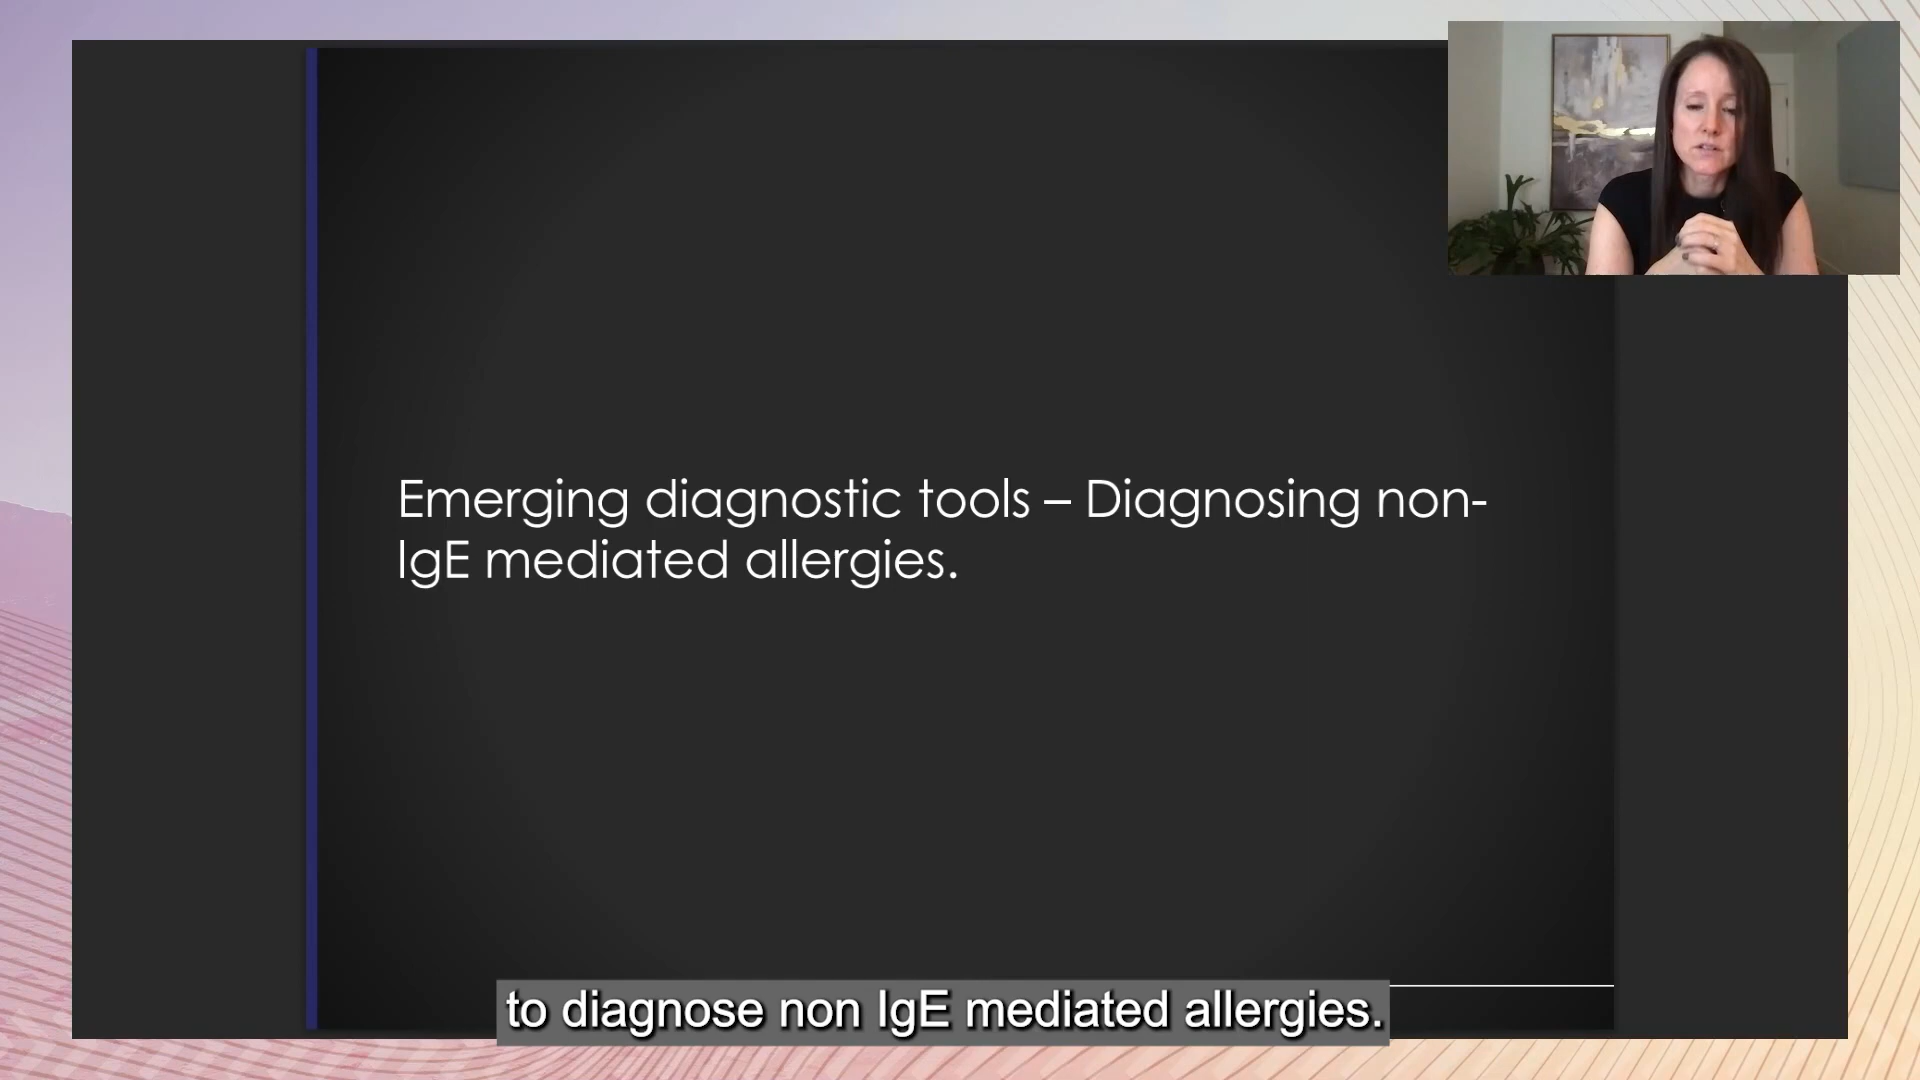 Emerging diagnostic tools – Diagnosing non-
IgE mediated allergies.
to diagnose non IgE mediated allergies.